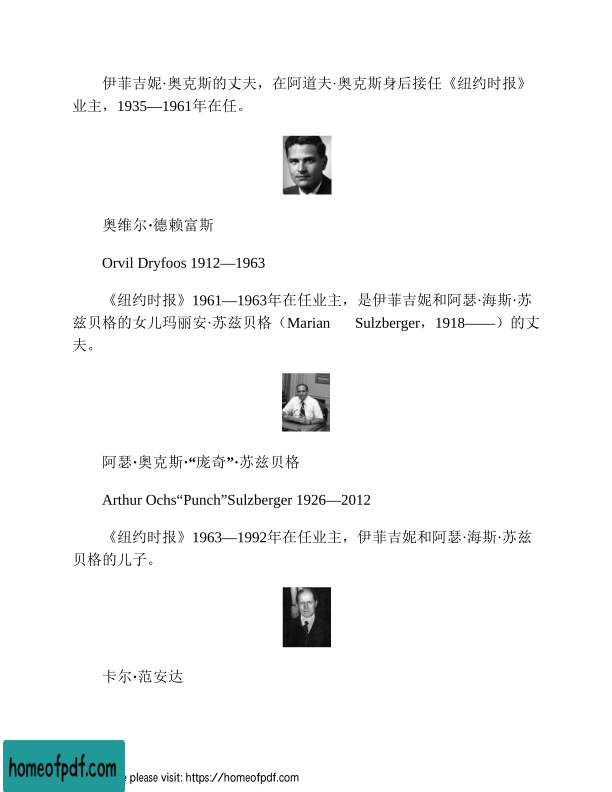 伊菲吉妮·奥克斯的丈夫，在阿道夫·奥克斯身后接任《纽约时报》
业主，1935—1961年在任。
奥维尔·德赖富斯
Orvil Dryfoos 1912—1963
《纽约时报》1961—1963年在任业主，是伊菲吉妮和阿瑟·海斯·苏
兹贝格的女儿玛丽安·苏兹贝格（Marian Sulzberger，1918——）的丈
夫。
阿瑟·奥克斯·“庞奇”·苏兹贝格
Arthur Ochs“Punch”Sulzberger 1926—2012
《纽约时报》1963—1992年在任业主，伊菲吉妮和阿瑟·海斯·苏兹
贝格的儿子。
卡尔·范安达
homeofpdf.com
please visit: https://homeofpdf.com